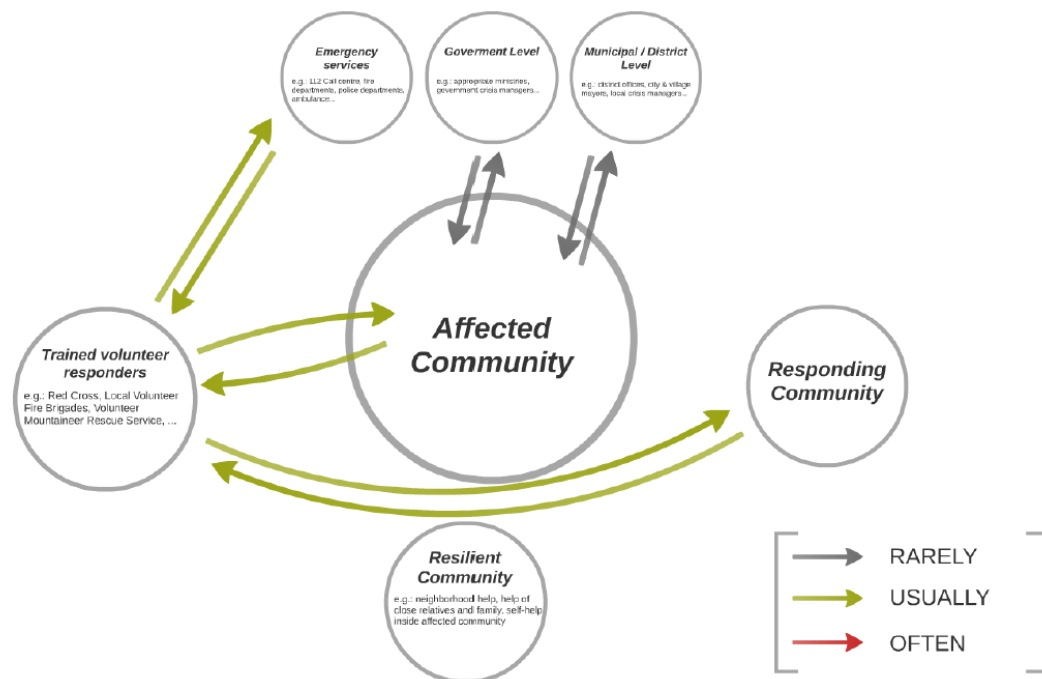 Emergency
services
e.g.: 112 Call centre, fire
departments, police departments,
ambulance...
Goverment Level
e.g.: appropriate ministries,
government crisis managers...
Municipal / District
Level
e.g.: district offices, city & village
mayors, local crisis managers...
Trained volunteer
responders
e.g.: Red Cross, Local Volunteer
Fire Brigades, Volunteer
Mountaineer Rescue Service, ...
Affected
Community
Responding
Community
Resilient
Community
e.g.: neighborhood help, help of
close relatives and family, self-help
inside affected community
RARELY
USUALLY
OFTEN